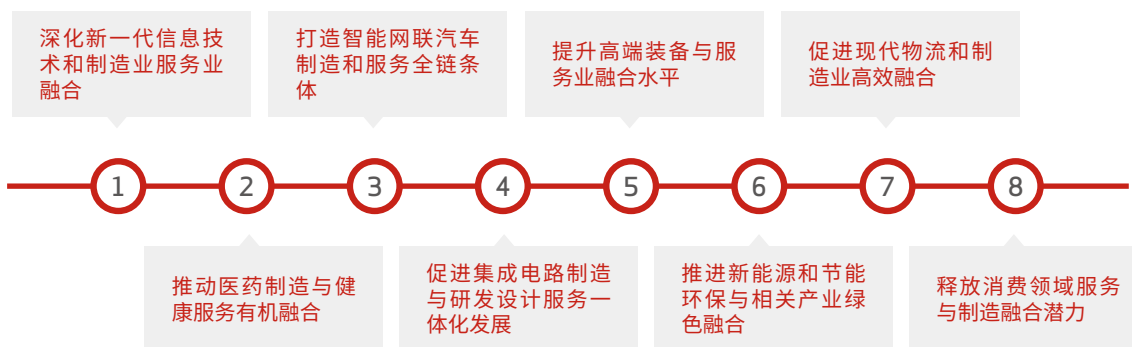 深化新一代信息技
术和制造业服务业
融合
打造智能网联汽车
制造和服务全链条
体
提升高端装备与服
务业融合水平
促进现代物流和制
造业高效融合
1
2
3
4
5
6
7
8
推动医药制造与健
康服务有机融合
促进集成电路制造
与研发设计服务一
体化发展
推进新能源和节能
环保与相关产业绿
色融合
释放消费领域服务
与制造融合潜力